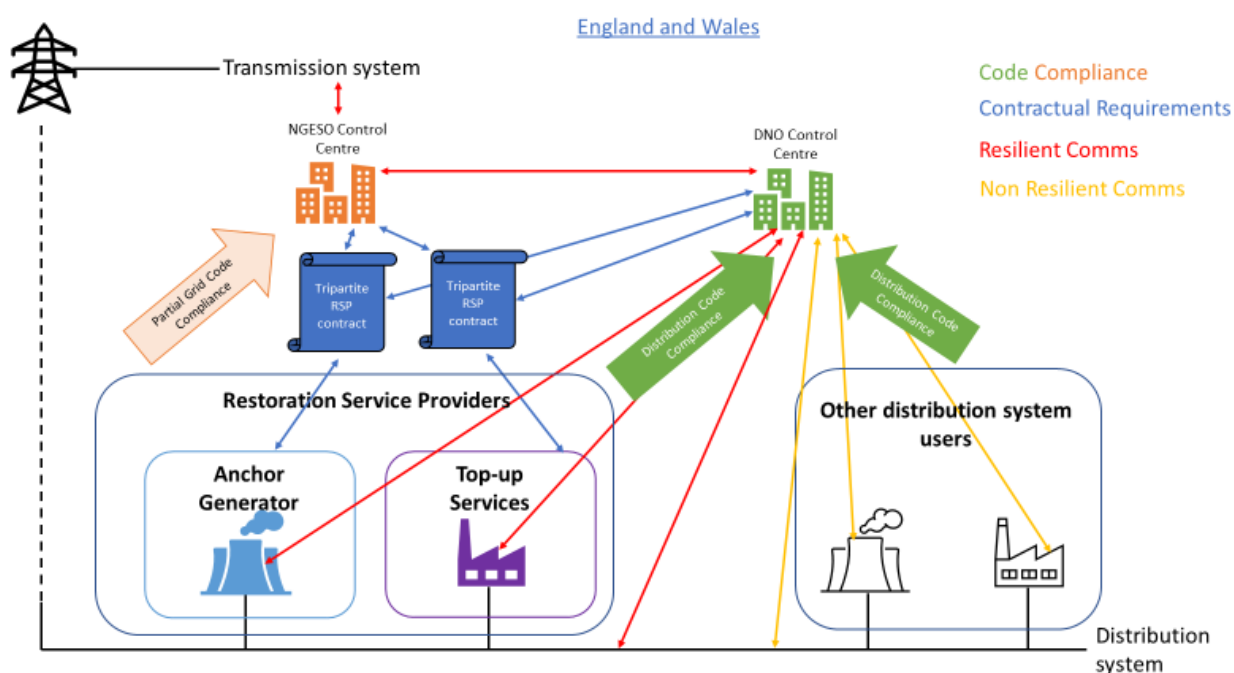 England and Wales
Transmission system
Code Compliance
Contractual Requirements
Resilient Comms
Non Resilient Comms
NGESO Control
Centre
DNO Control
Centre
Partial Grid Code
Compliance
Tripartite
RSP
contract
Tripartite
RSP
contract
Distribution Code
Compliance
Distribution Code
Compliance
Restoration Service Providers
Other distribution system
users
Anchor
Generator
Top-up
Services
Distribution
system